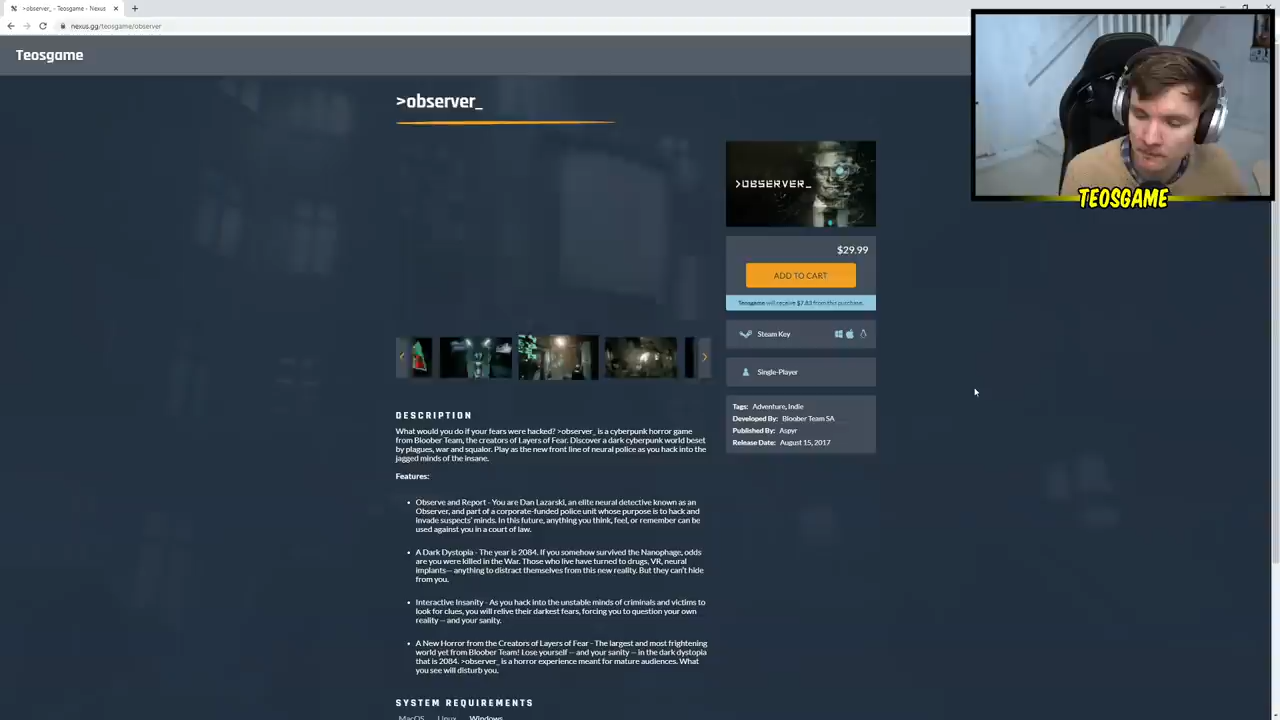 >observer_ - Teosgame - Nexus
nexus.gg/teosgame/observer
Teosgame
>observer_
>OBSERVER_
TEOSGAME
$29.99
ADD TO CART
Teosgame will receive $7.83 from this purchase.
Steam Key
Single-Player
Tags: Adventure, Indie
Developed By: Bloober Team SA
Published By: Aspyr
Release Date: August 15, 2017
DESCRIPTION
What would you do if your fears were hacked? >observer_ is a cyberpunk horror game
from Bloober Team, the creators of Layers of Fear. Discover a dark cyberpunk world beset
by plagues, war and squalor. Play as the new front line of neural police as you hack into the
jagged minds of the insane.
Features:
• Observe and Report - You are Dan Lazarski, an elite neural detective known as an
Observer, and part of a corporate-funded police unit whose purpose is to hack and
invade suspects' minds. In this future, anything you think, feel, or remember can be
used against you in a court of law.
• A Dark Dystopia - The year is 2084. If you somehow survived the Nanophage, odds
are you were killed in the War. Those who live have turned to drugs, VR, neural
implants— anything to distract themselves from this new reality. But they can't hide
from you.
• Interactive Insanity - As you hack into the unstable minds of criminals and victims to
look for clues, you will relive their darkest fears, forcing you to question your own
reality — and your sanity.
• A New Horror from the Creators of Layers of Fear - The largest and most frightening
world yet from Bloober Team! Lose yourself — and your sanity — in the dark dystopia
that is 2084. >observer_ is a horror experience meant for mature audiences. What
you see will disturb you.
SYSTEM REQUIREMENTS
MacOS Linux Windows